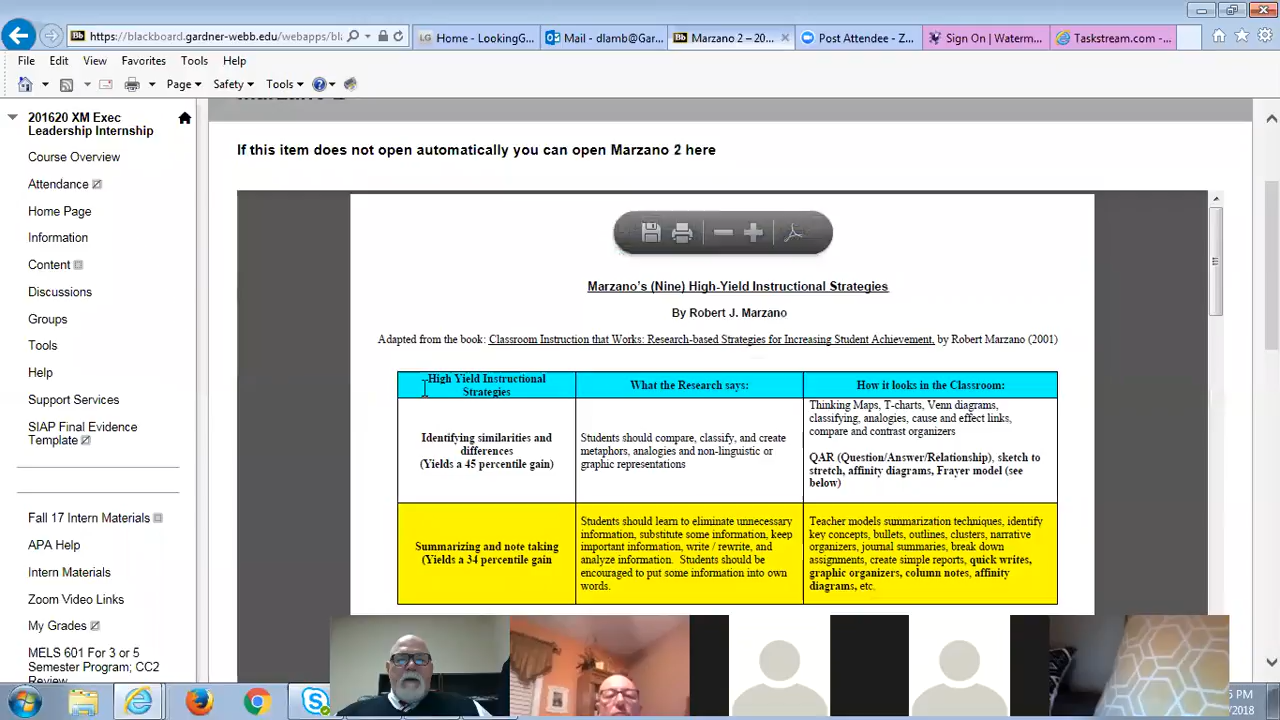 https://blackboard.gardner-webb.edu/webapps/bl
Home - LookingG...
Mail - dlamb@Gar...
Marzano 2 – 20...
Post Attendee - Z...
Sign On | Waterm...
Taskstream.com -...
File Edit View Favorites Tools Help
Page Safety Tools
201620 XM Exec
Leadership Internship
Course Overview
Attendance
Home Page
Information
Content
Discussions
Groups
Tools
Help
Support Services
SIAP Final Evidence
Template
Fall 17 Intern Materials
APA Help
Intern Materials
Zoom Video Links
My Grades
MELS 601 For 3 or 5
Semester Program; CC2
Review
If this item does not open automatically you can open Marzano 2 here
Marzano's (Nine) High-Yield Instructional Strategies
By Robert J. Marzano
Adapted from the book: Classroom Instruction that Works: Research-based Strategies for Increasing Student Achievement, by Robert Marzano (2001)
High Yield Instructional
Strategies
What the Research says:
How it looks in the Classroom:
Identifying similarities and
differences
(Yields a 45 percentile gain)
Students should compare, classify, and create
metaphors, analogies and non-linguistic or
graphic representations
Thinking Maps, T-charts, Venn diagrams,
classifying, analogies, cause and effect links,
compare and contrast organizers
QAR (Question/Answer/Relationship), sketch to
stretch, affinity diagrams, Frayer model (see
below)
Summarizing and note taking
(Yields a 34 percentile gain
Students should learn to eliminate unnecessary
information, substitute some information, keep
important information, write / rewrite, and
analyze information. Students should be
encouraged to put some information into own
words.
Teacher models summarization techniques, identify
key concepts, bullets, outlines, clusters, narrative
organizers, journal summaries, break down
assignments, create simple reports, quick writes,
graphic organizers, column notes, affinity
diagrams, etc.
5 PM
/2018